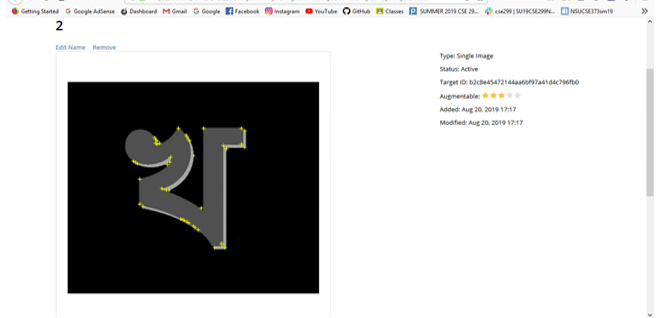 Getting Started Google AdSense Dashboard Gmail Google Facebook Instagram YouTube GitHub Classes SUMMER 2019 CSE 29... cse299 | SU19CSE299N... NSUCSE373sm19
2
Edit Name Remove
Type: Single Image
Status: Active
Target ID: b2c8e45472144aa6bf97a41d4c796fb0
Augmentable:
Added: Aug 20, 2019 17:17
Modified: Aug 20, 2019 17:17
খ